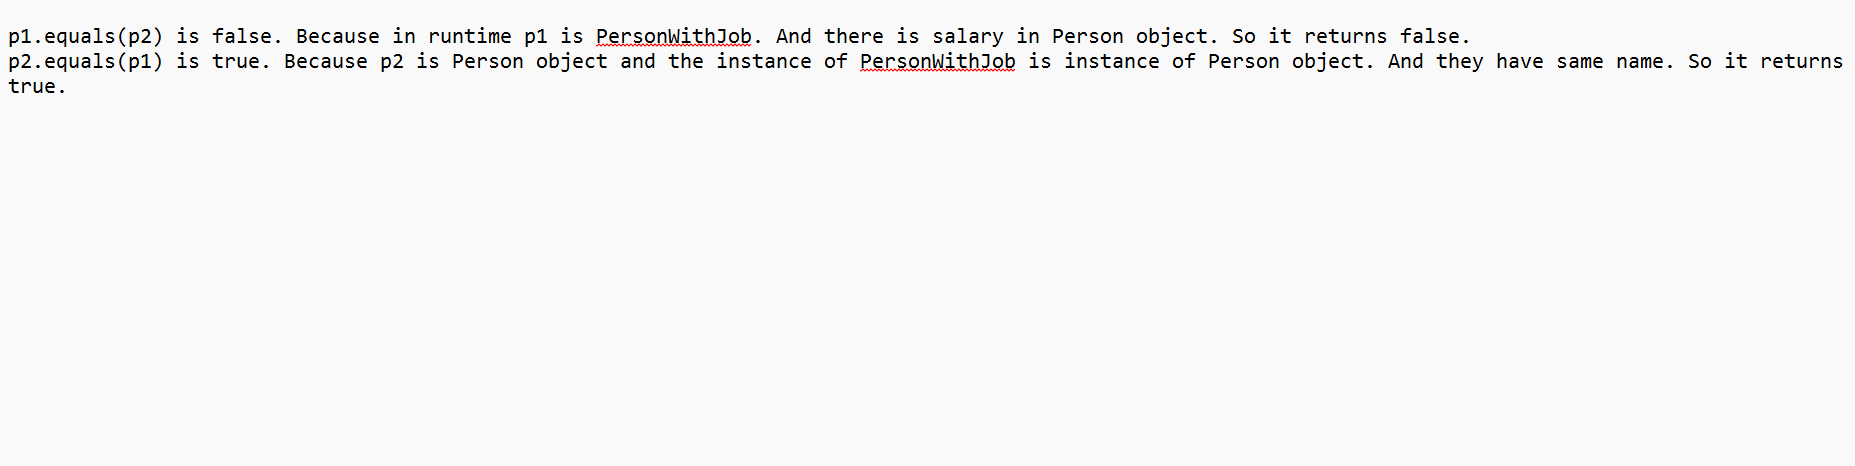 p1.equals(p2) is false. Because in runtime p1 is PersonWithJob. And there is salary in Person object. So it returns false.
p2.equals(p1) is true. Because p2 is Person object and the instance of PersonWithJob is instance of Person object. And they have same name. So it returns
true.